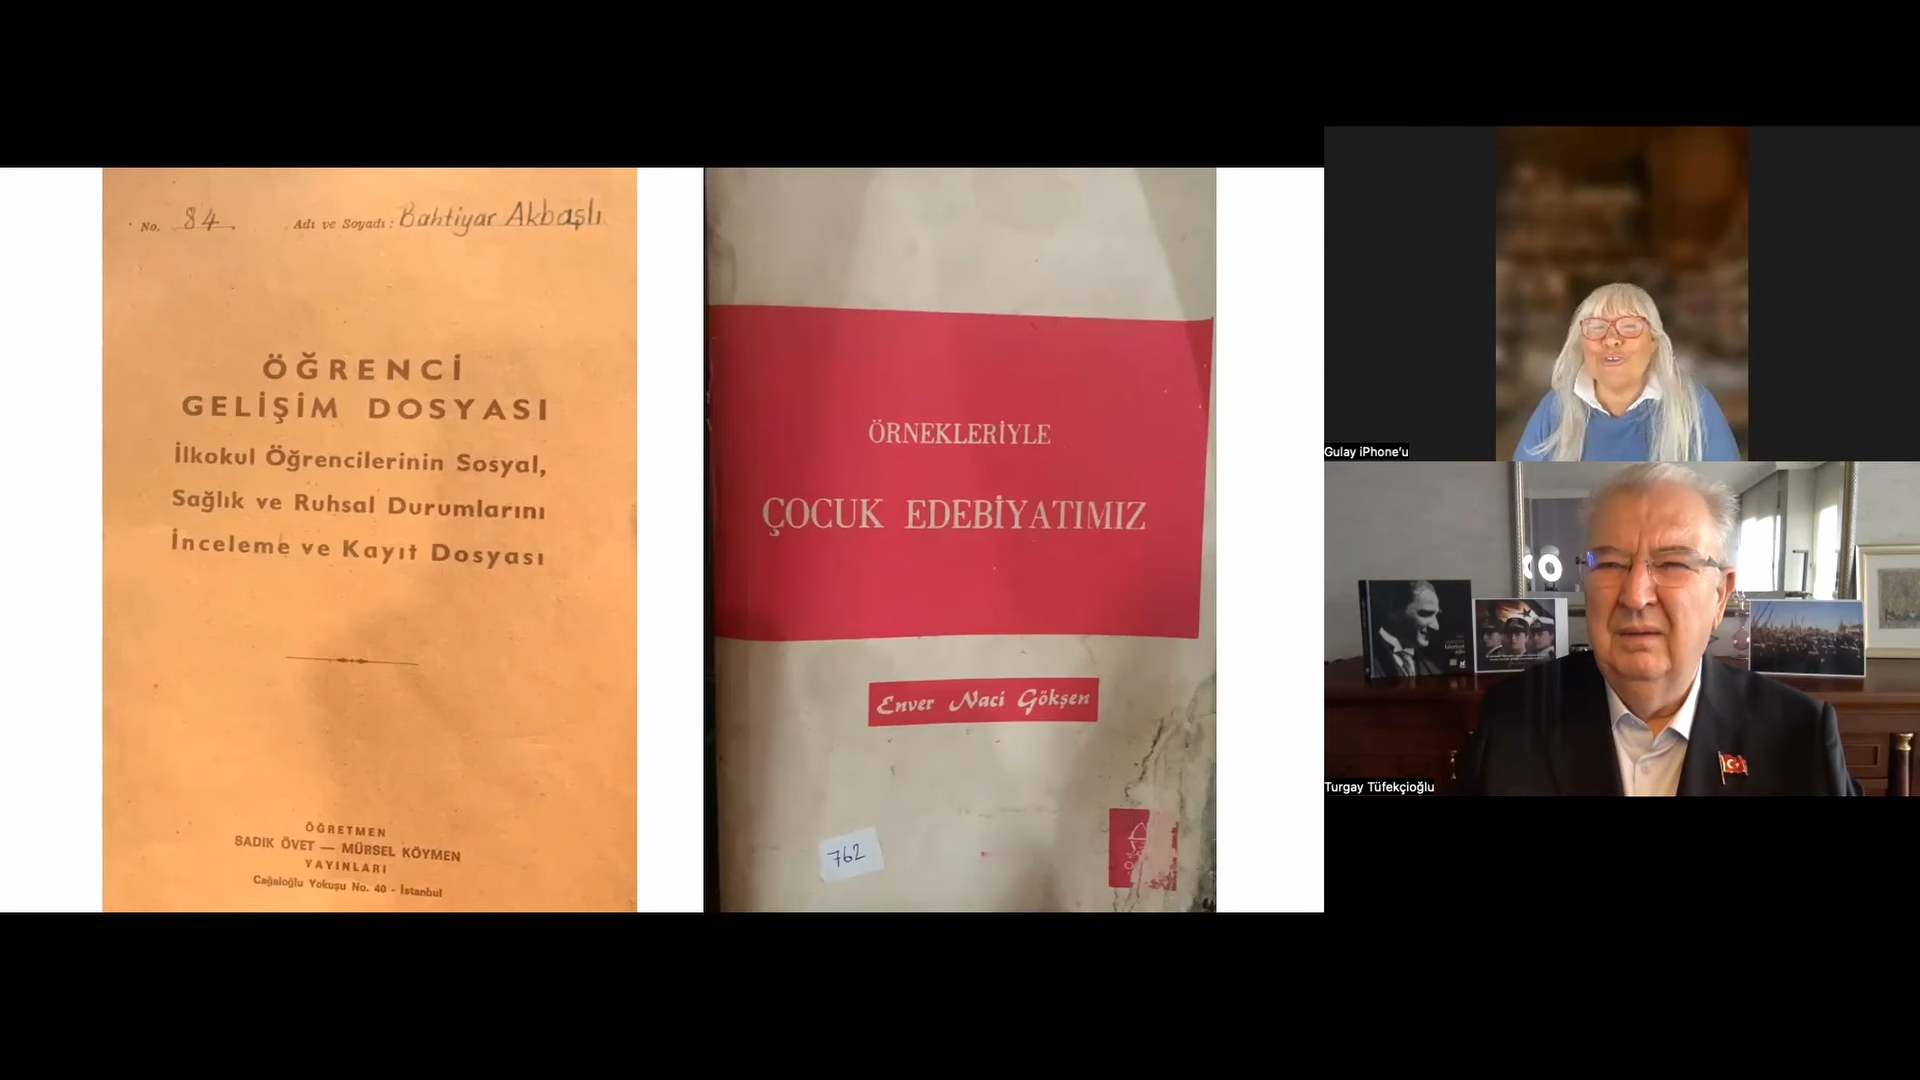 No. 84 Adı ve Soyadı : Bahtiyar Akbaşlı
ÖĞRENCİ
GELİŞİM DOSYASI
İlkokul Öğrencilerinin Sosyal,
Sağlık ve Ruhsal Durumlarını
İnceleme ve Kayıt Dosyası
ÖĞRETMEN
SADIK ÖVET — MÜRSEL KÖYMEN
YAYINLARI
Cağaloğlu Yokuşu No. 40 - İstanbul
ÖRNEKLERİYLE
ÇOCUK EDEBİYATIMIZ
Enver Naci Gökşen
762
Gulay iPhone'u
Turgay Tüfekçioğlu